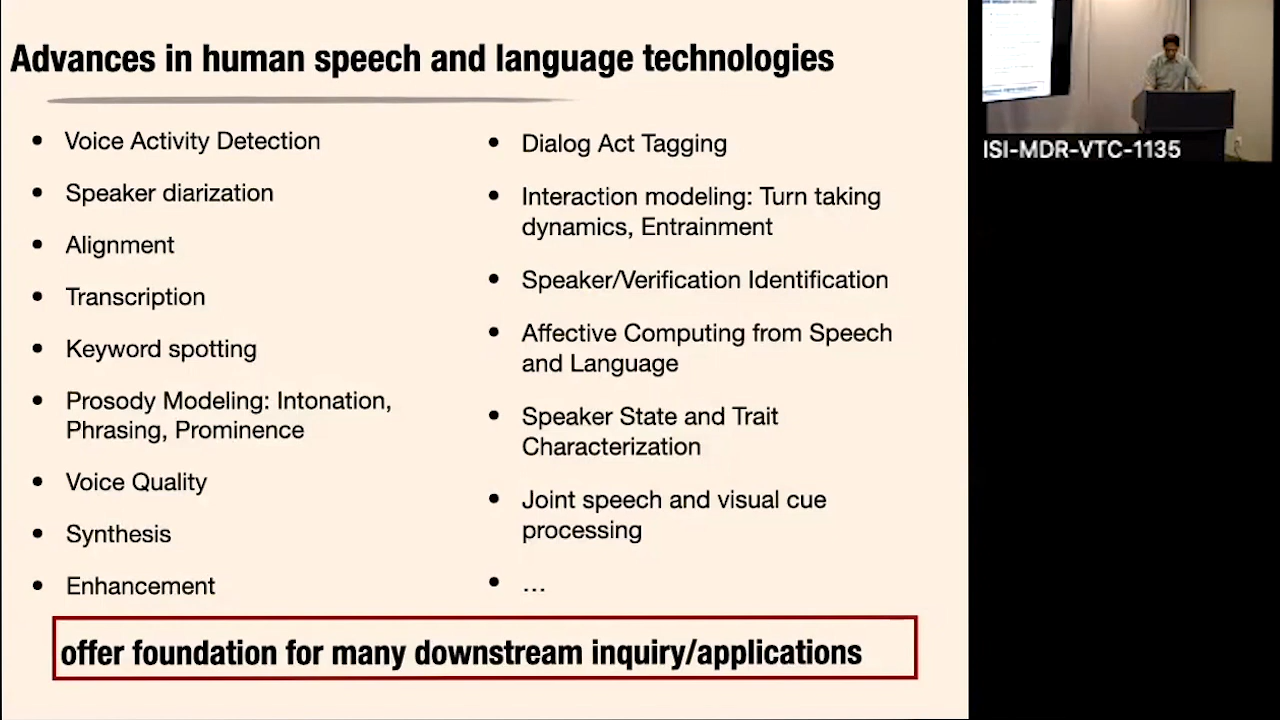 Advances in human speech and language technologies
• Voice Activity Detection
• Speaker diarization
• Alignment
• Transcription
• Keyword spotting
• Prosody Modeling: Intonation,
Phrasing, Prominence
• Voice Quality
• Synthesis
• Enhancement
• Dialog Act Tagging
• Interaction modeling: Turn taking
dynamics, Entrainment
• Speaker/Verification Identification
• Affective Computing from Speech
and Language
• Speaker State and Trait
Characterization
• Joint speech and visual cue
processing
• ...
offer foundation for many downstream inquiry/applications
ISI-MDR-VTC-1135